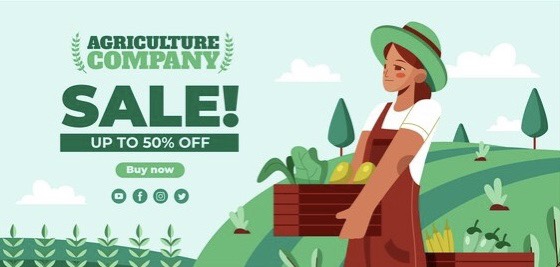 AGRICULTURE
COMPANY
SALE!
UP TO 50% OFF
Buy now